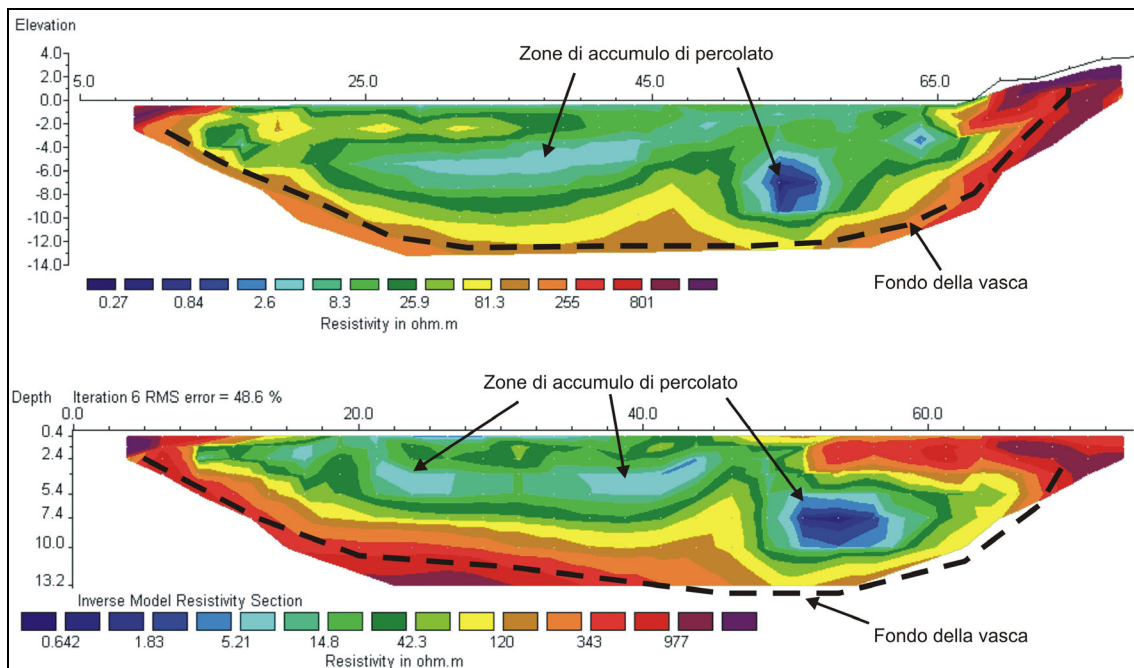 Elevation
Zone di accumulo di percolato
4.0
2.0
0.0
-2.0
-4.0
-6.0
-8.0
-10.0
-12.0
-14.0
5.0 25.0 45.0 65.0
Fondo della vasca
0.27 0.84 2.6 8.3 25.9 81.3 255 801
Resistivity in ohm.m
Zone di accumulo di percolato
Depth Iteration 6 RMS error = 48.6 %
0.0 20.0 40.0 60.0
0.4
2.4
5.4
7.4
10.0
13.2
Inverse Model Resistivity Section
0.642 1.83 5.21 14.8 42.3 120 343 977
Resistivity in ohm.m
Fondo della vasca